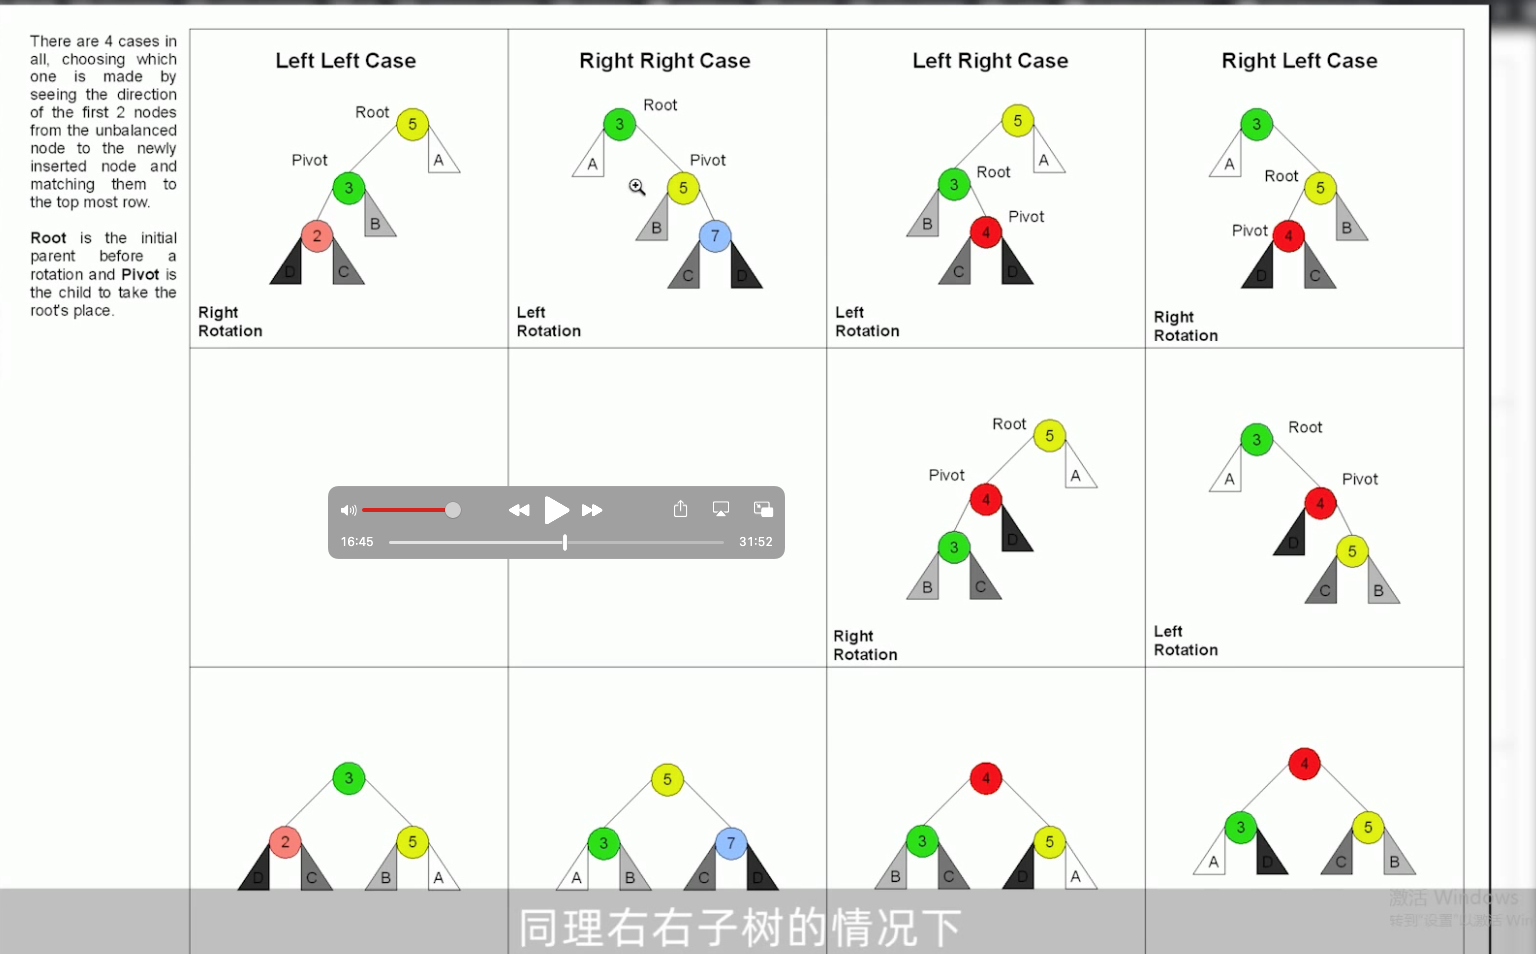 There are 4 cases in
all, choosing which
one is made by
seeing the direction
of the first 2 nodes
from the unbalanced
node to the newly
inserted node and
matching them to
the top most row.
Root is the initial
parent before a
rotation and Pivot is
the child to take the
root's place.
Left Left Case
Root
5
A
Pivot
3
B
2
D C
Right
Rotation
Right Right Case
Root
3
A
Pivot
5
B
7
C D
Left
Rotation
Left Right Case
5
A
Root
3
B
Pivot
4
C D
Left
Rotation
Right Left Case
3
A
Root
5
B
Pivot
4
D C
Right
Rotation
Root
5
A
Pivot
4
D
3
B C
Right
Rotation
Root
3
A
Pivot
4
D
5
C B
Left
Rotation
16:45 31:52
3
2 5
D C B A
5
3 7
A B C D
4
3 5
B C D A
4
3 5
A D C B
同理右右子树的情况下
激活 Windows
转到"设置"以激活 Win